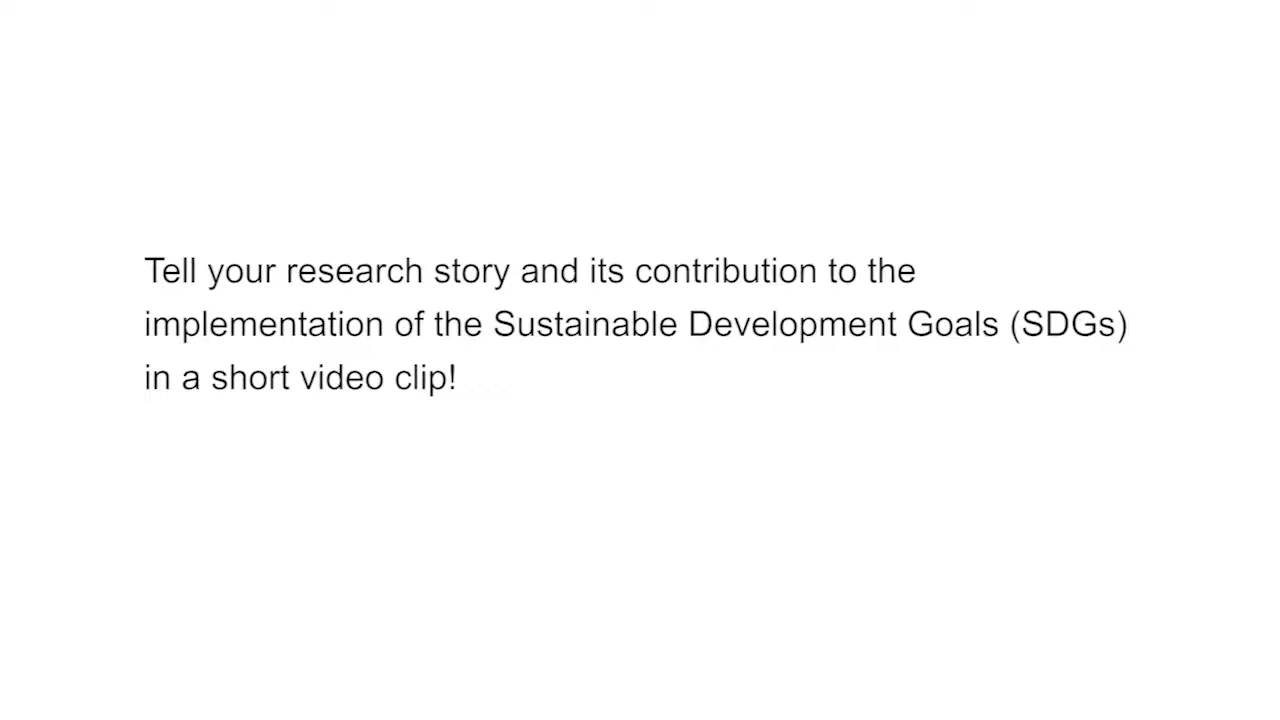 Tell your research story and its contribution to the
implementation of the Sustainable Development Goals (SDGs)
in a short video clip!